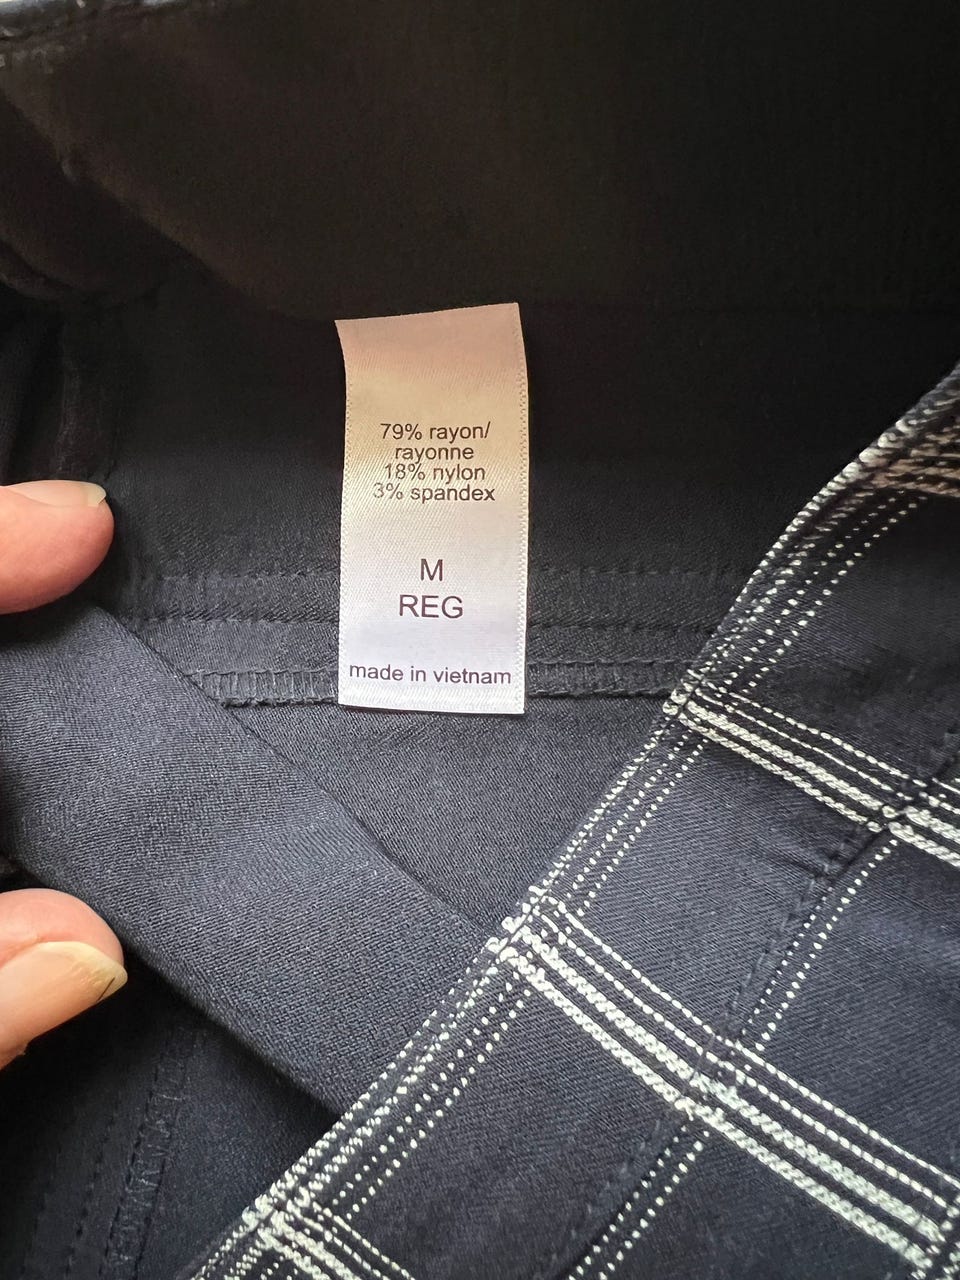 79% rayon/
rayonne
18% nylon
3% spandex
M
REG
made in vietnam